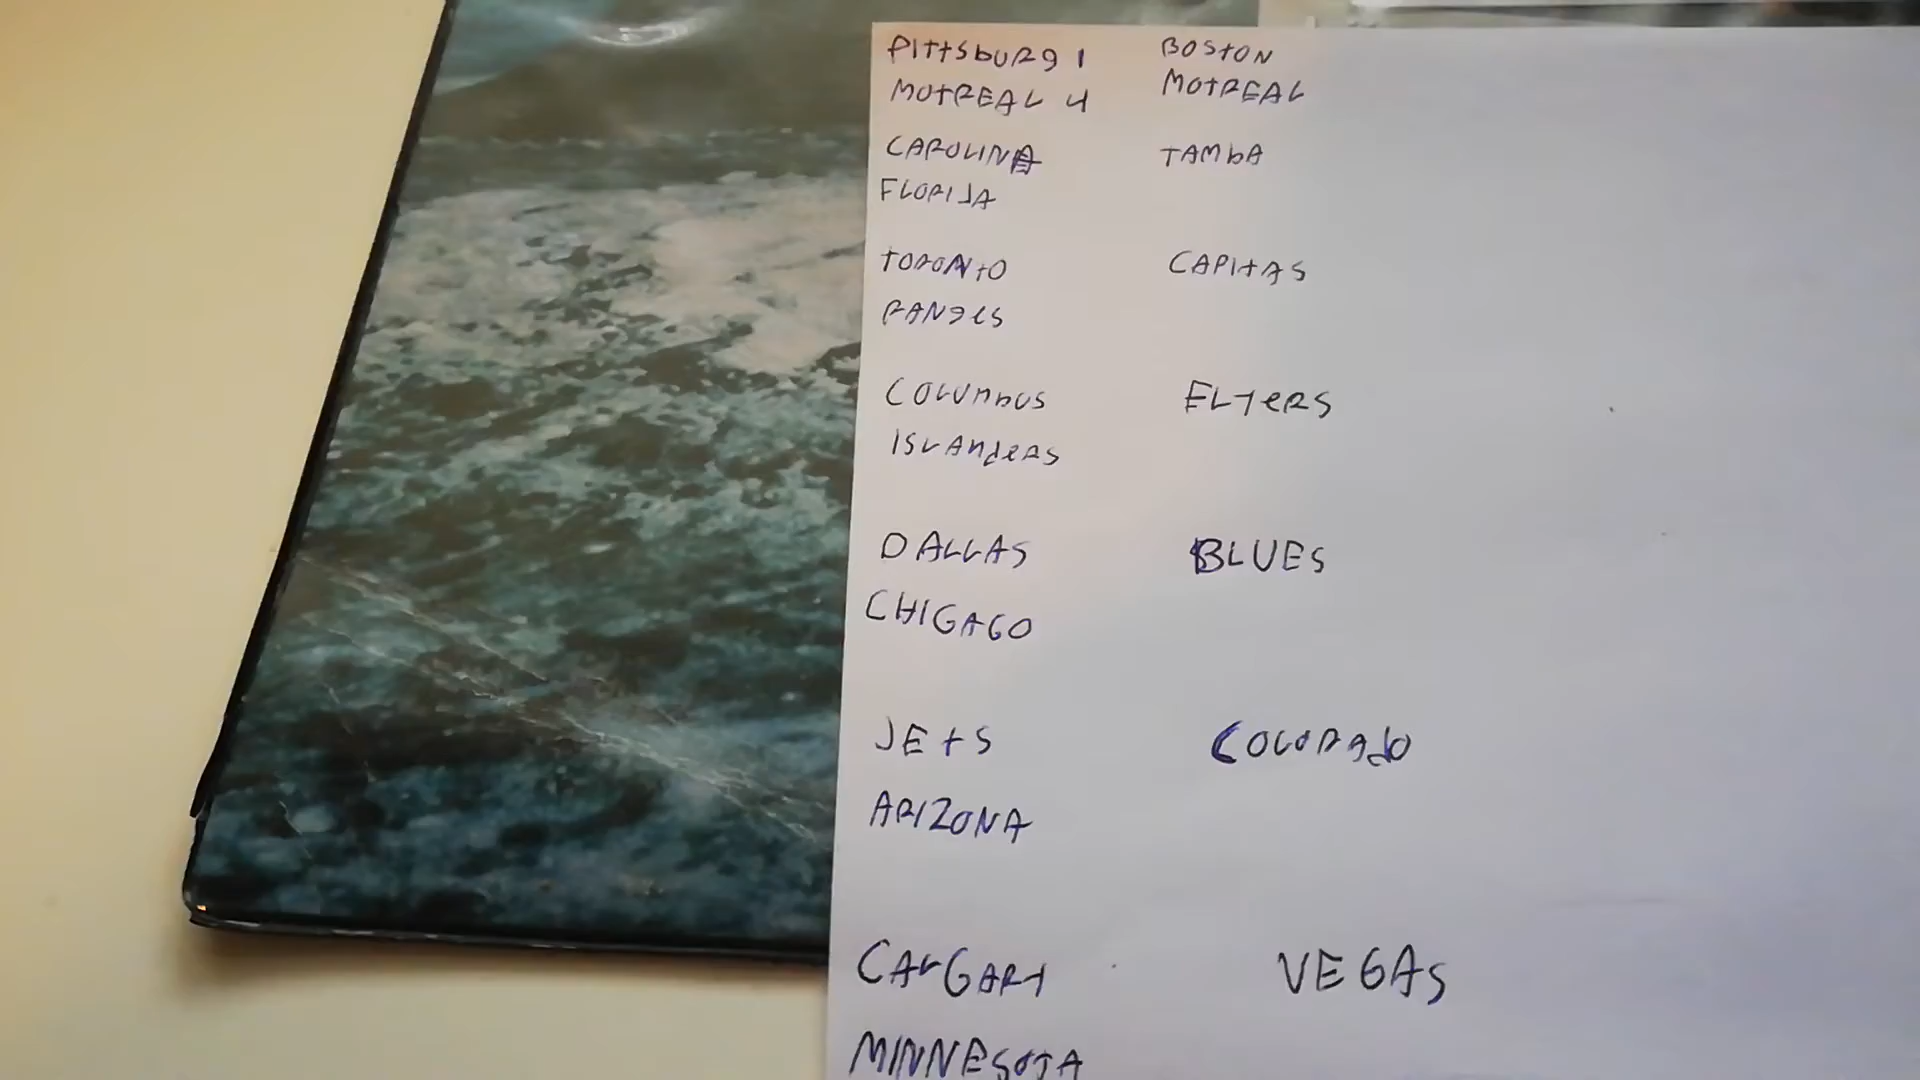 PIttsbURg 1 BOStON
MOtREAL 4 MOtREAL
CAROLINA TAMbA
FLORIdA
tORONtO CAPItAS
RANgeS
COLUmbUS FLYeRS
ISLAndeRS
DALLAS BLUES
CHIGAGO
JEtS COLORAdO
ARIZONA
CALGARY VEGAS
MINNESOTA